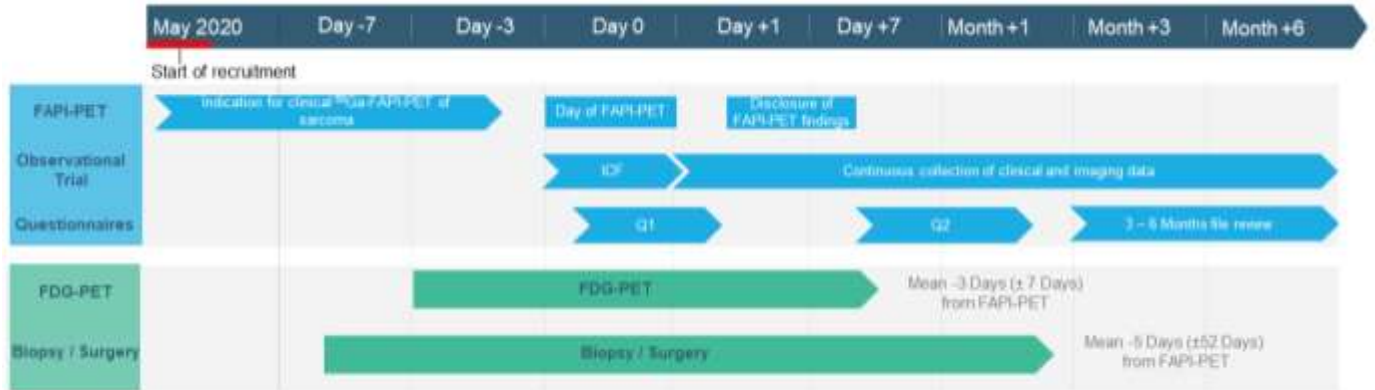 May 2020 Day -7 Day -3 Day 0 Day +1 Day +7 Month +1 Month +3 Month +6
Start of recruitment
FAPI-PET
Indication for clinical ⁶⁸Ga-FAPI-PET of
sarcoma
Day of FAPI-PET
Disclosure of
FAPI-PET findings
Observational
Trial
ICF
Continuous collection of clinical and imaging data
Questionnaires
Q1
Q2
3 – 6 Months file review
FDG-PET
FDG-PET
Mean -3 Days (± 7 Days)
from FAPI-PET
Biopsy / Surgery
Biopsy / Surgery
Mean -5 Days (±52 Days)
from FAPI-PET